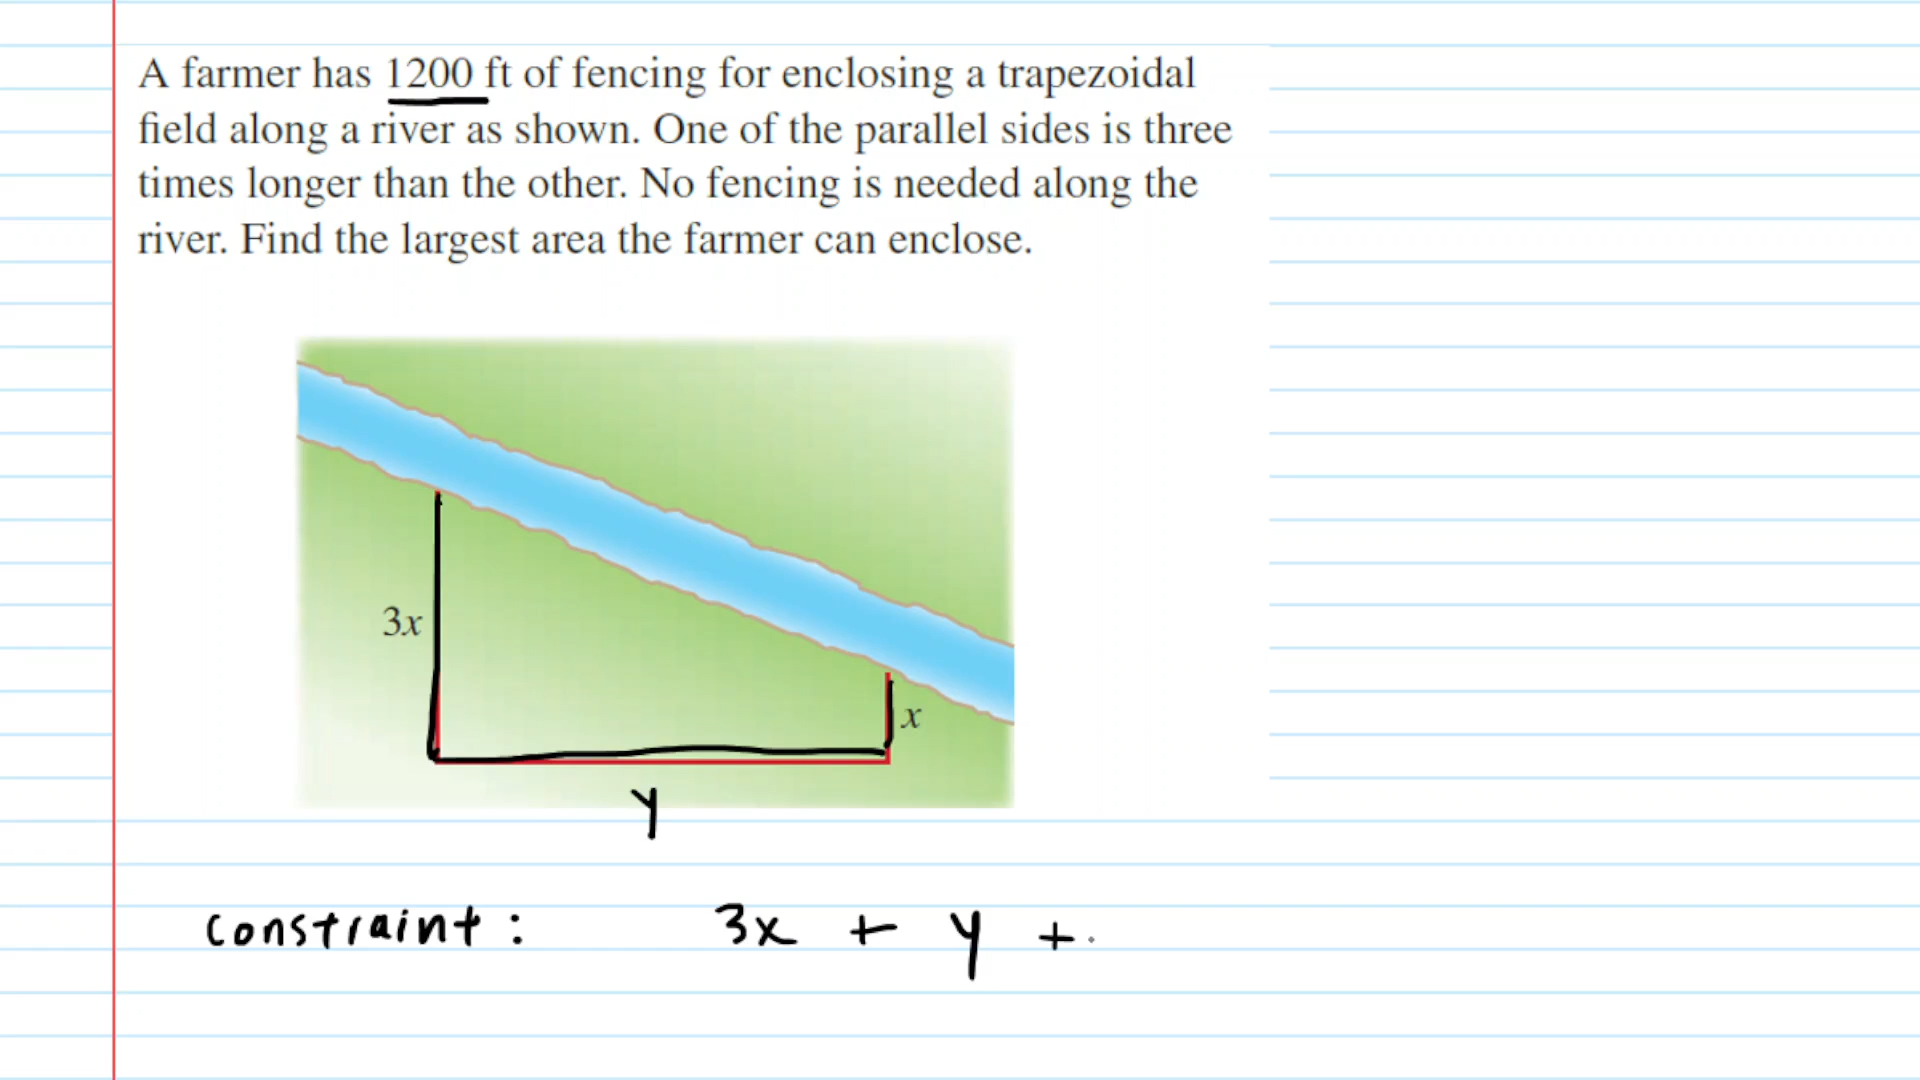 A farmer has 1200 ft of fencing for enclosing a trapezoidal
field along a river as shown. One of the parallel sides is three
times longer than the other. No fencing is needed along the
river. Find the largest area the farmer can enclose.
3x
x
y
constraint: 3x + y +